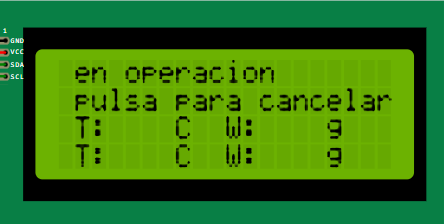 1
GND
VCC
SDA
SCL
en operacion
pulsa para cancelar
T:     C  W:     g
T:     C  W:     g